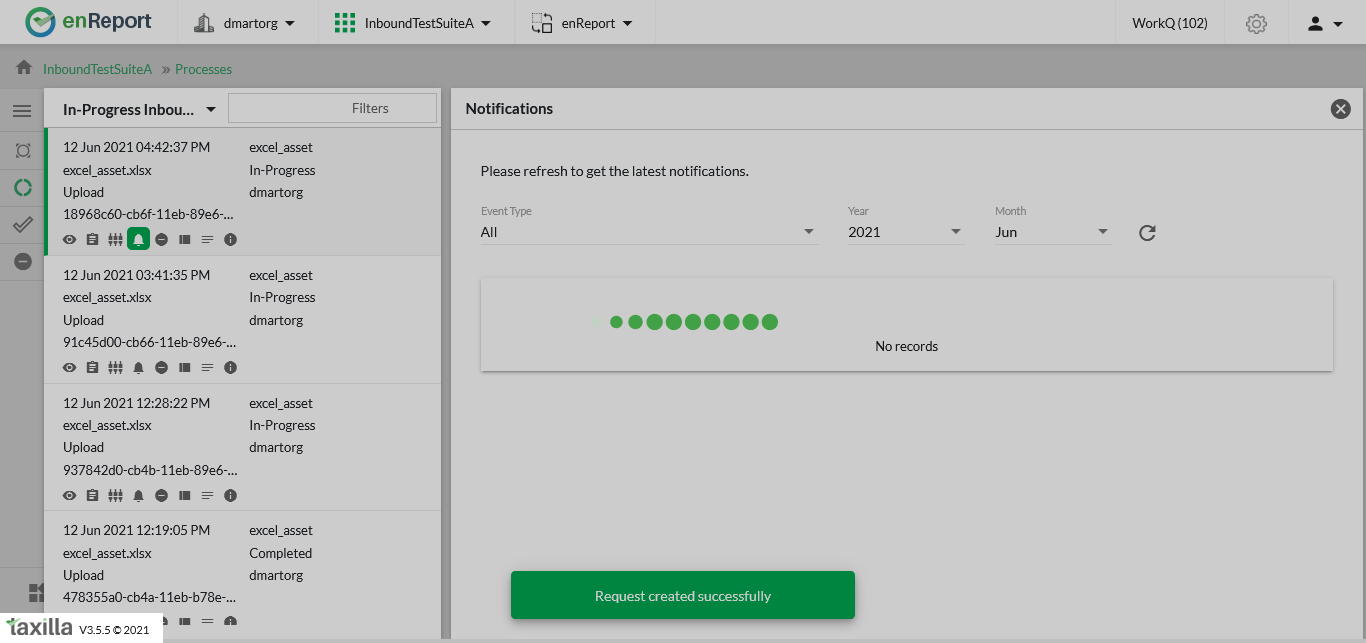 enReport
dmartorg
InboundTestSuiteA
enReport
WorkQ (102)
InboundTestSuiteA » Processes
In-Progress Inbou...
Filters
12 Jun 2021 04:42:37 PM excel_asset
excel_asset.xlsx In-Progress
Upload dmartorg
18968c60-cb6f-11eb-89e6-...
12 Jun 2021 03:41:35 PM excel_asset
excel_asset.xlsx In-Progress
Upload dmartorg
91c45d00-cb66-11eb-89e6-...
12 Jun 2021 12:28:22 PM excel_asset
excel_asset.xlsx In-Progress
Upload dmartorg
937842d0-cb4b-11eb-89e6-...
12 Jun 2021 12:19:05 PM excel_asset
excel_asset.xlsx Completed
Upload dmartorg
478355a0-cb4a-11eb-b78e-...
Notifications
Please refresh to get the latest notifications.
Event Type Year Month
All 2021 Jun
No records
Request created successfully
taxilla V3.5.5 © 2021